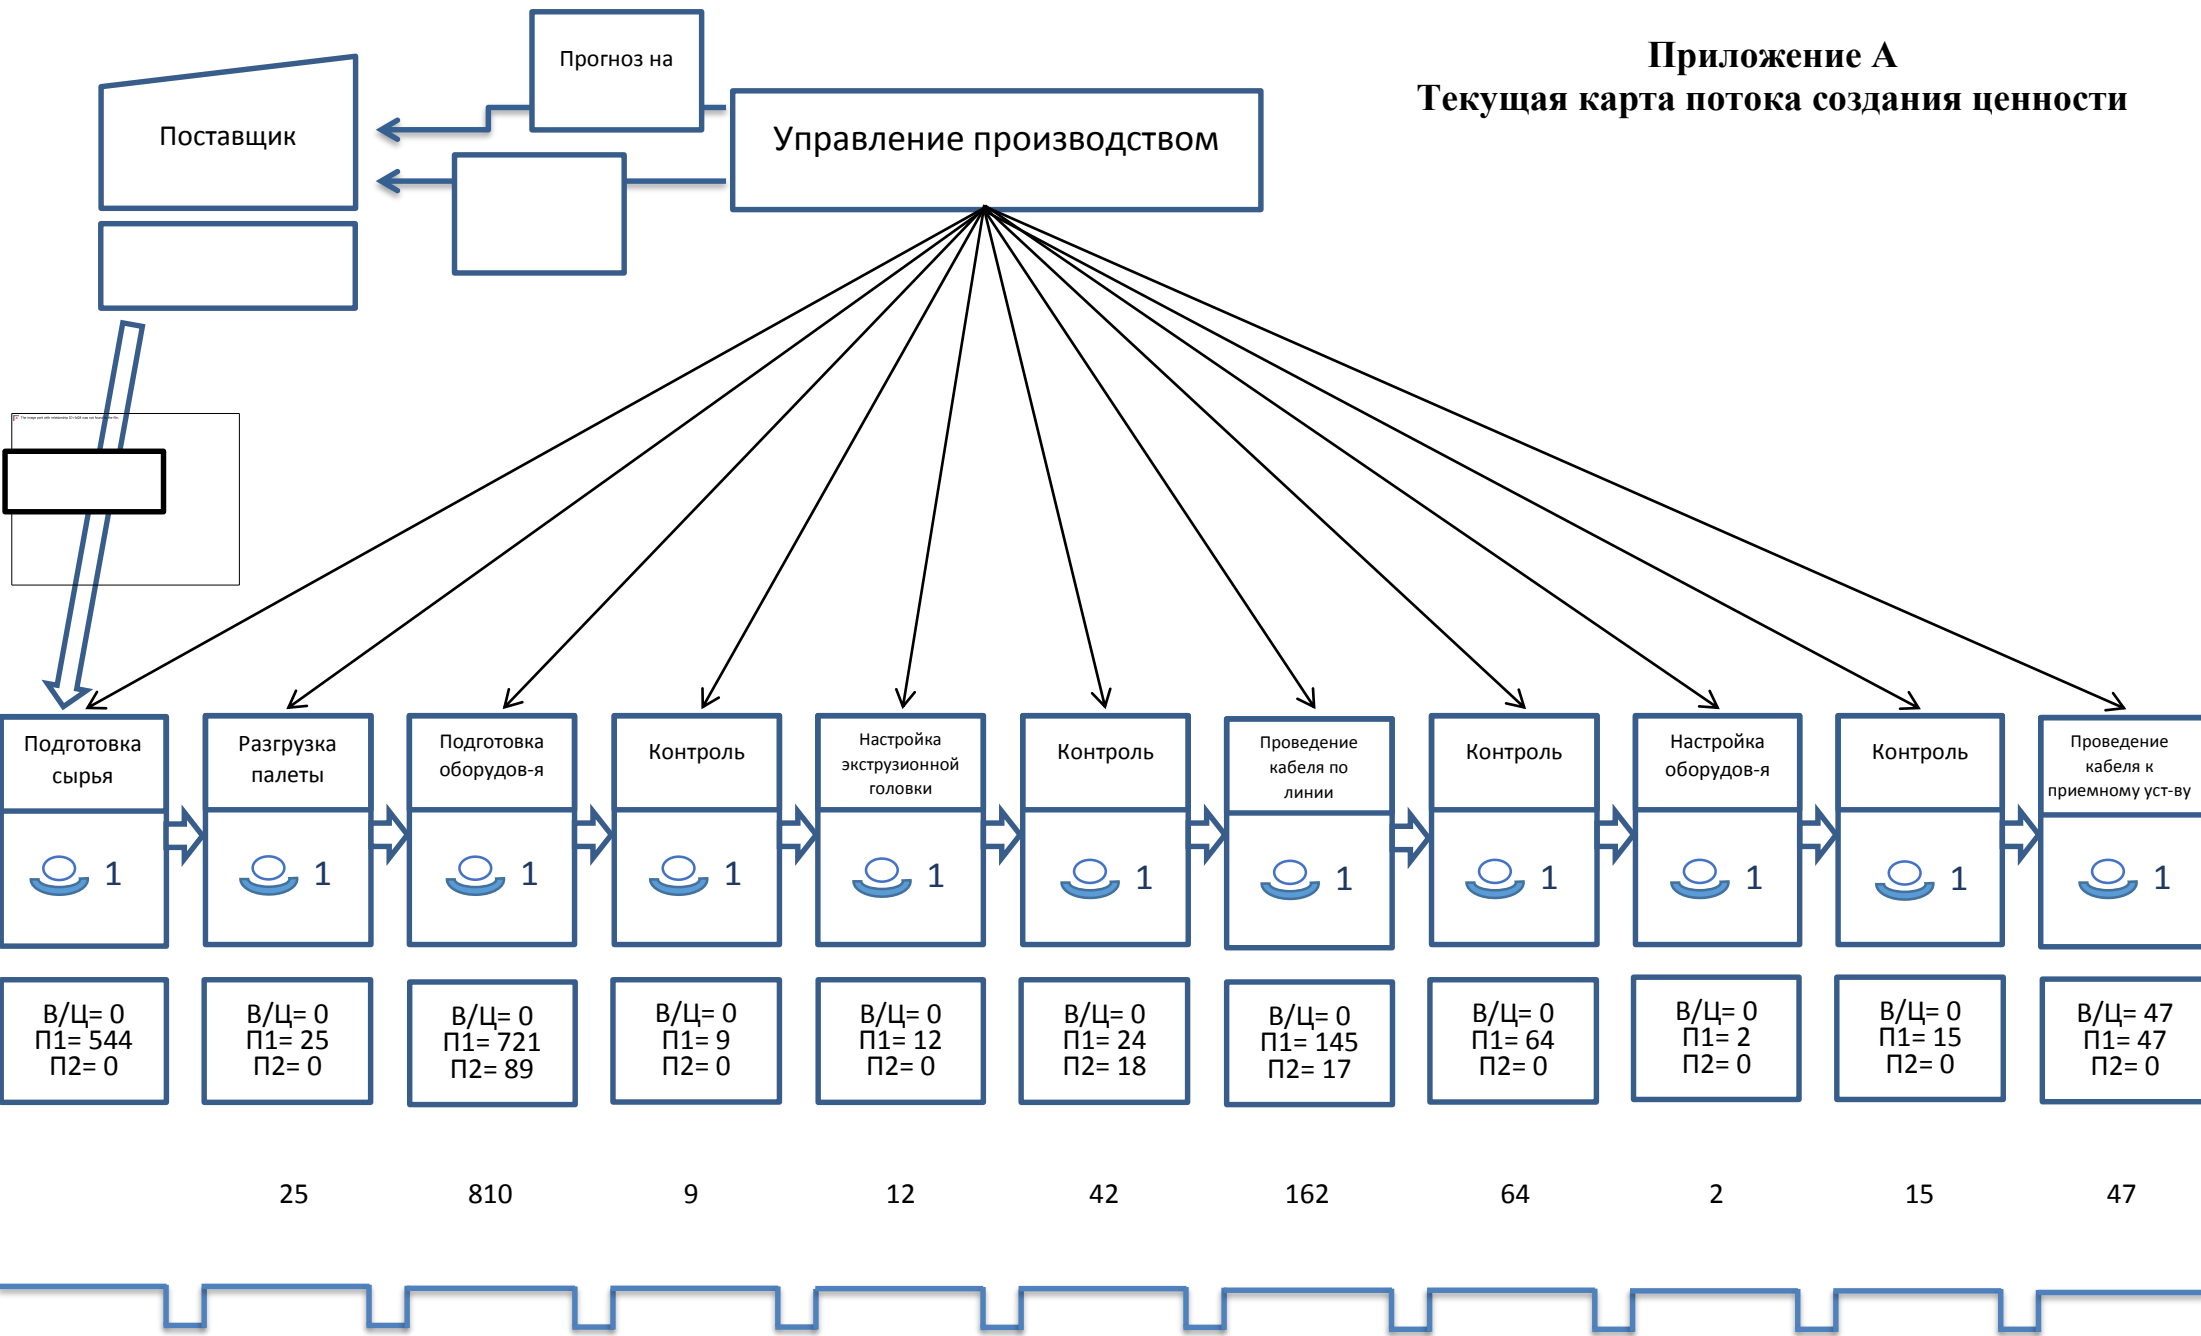 Приложение А
Текущая карта потока создания ценности
Прогноз на
Поставщик
Управление производством
Подготовка
сырья
Разгрузка
палеты
Подготовка
оборудов-я
Контроль
Настройка
экструзионной
головки
Контроль
Проведение
кабеля по
линии
Контроль
Настройка
оборудов-я
Контроль
Проведение
кабеля к
приемному уст-ву
1
1
1
1
1
1
1
1
1
1
1
В/Ц= 0
П1= 544
П2= 0
В/Ц= 0
П1= 25
П2= 0
В/Ц= 0
П1= 721
П2= 89
В/Ц= 0
П1= 9
П2= 0
В/Ц= 0
П1= 12
П2= 0
В/Ц= 0
П1= 24
П2= 18
В/Ц= 0
П1= 145
П2= 17
В/Ц= 0
П1= 64
П2= 0
В/Ц= 0
П1= 2
П2= 0
В/Ц= 0
П1= 15
П2= 0
В/Ц= 47
П1= 47
П2= 0
25
810
9
12
42
162
64
2
15
47